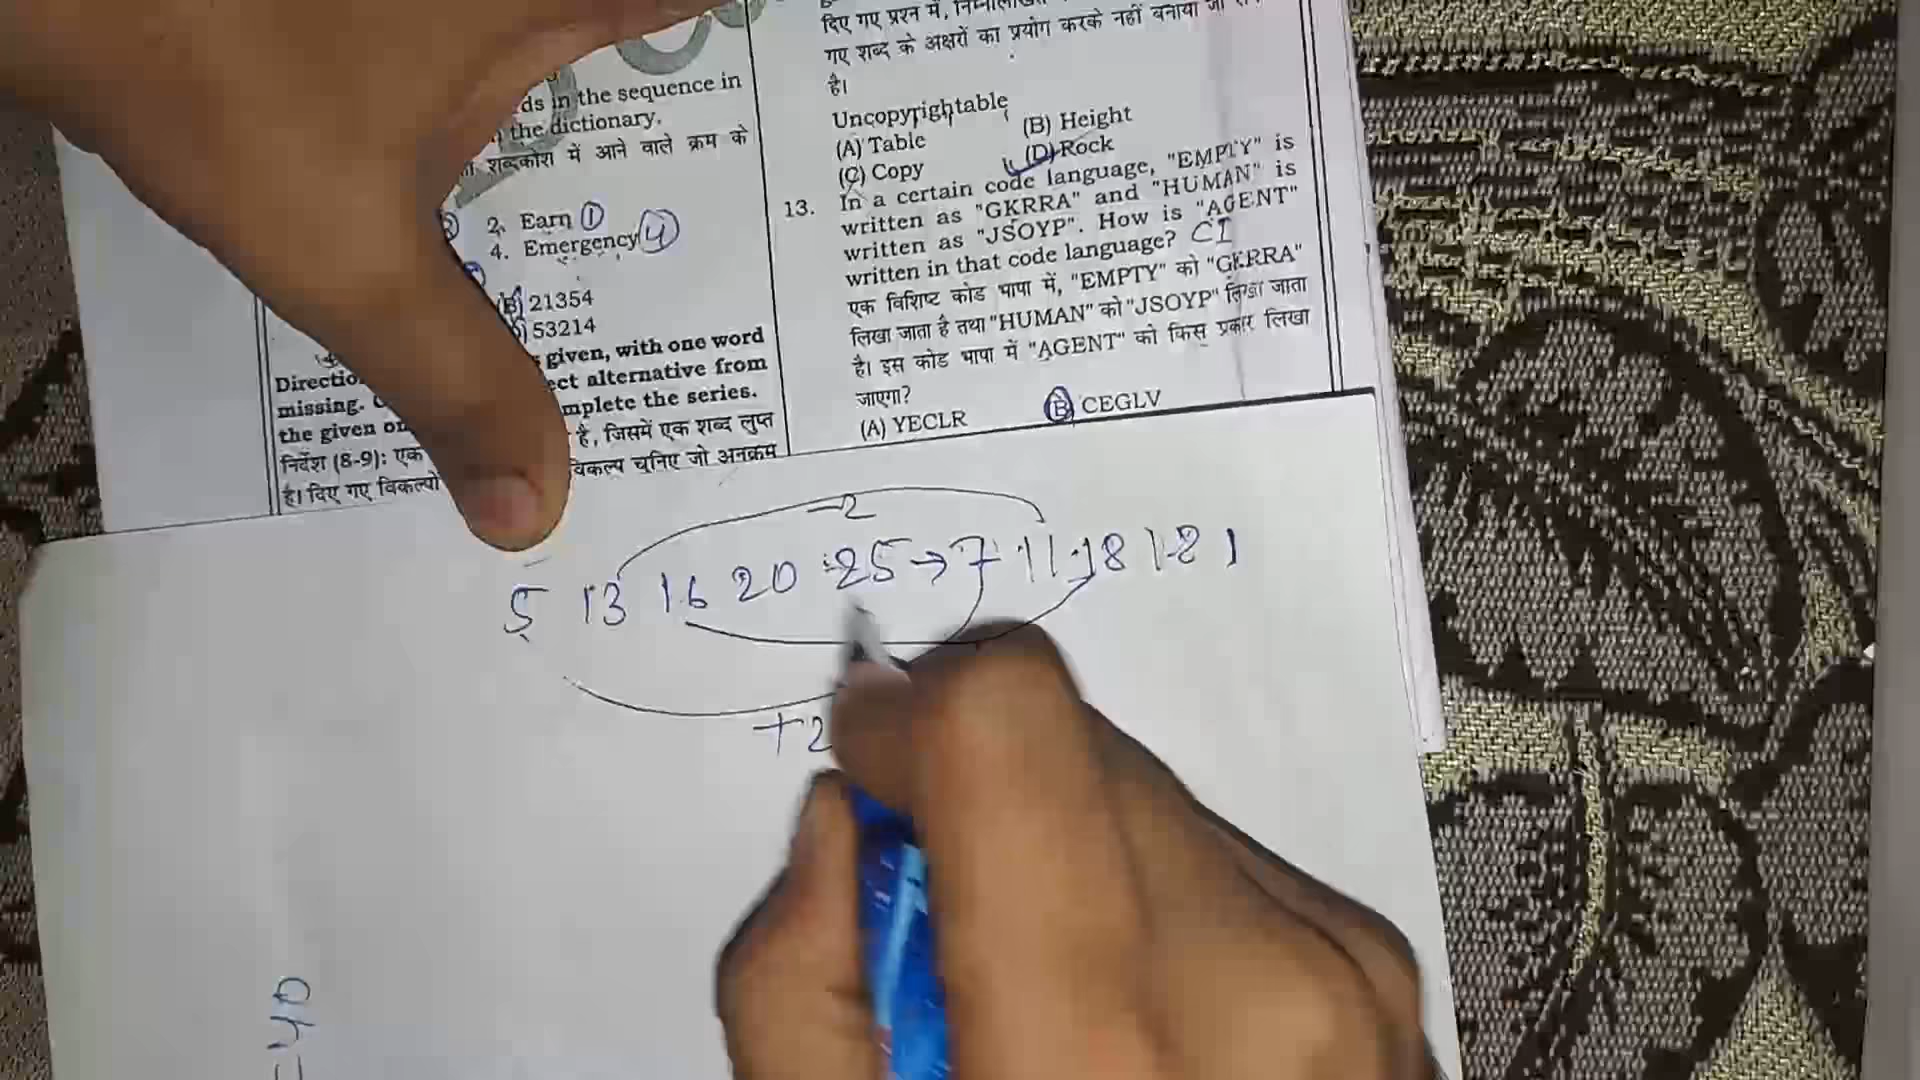 ds in the sequence in
the dictionary.
शब्दकोश में आने वाले क्रम के
2. Earn 1
4. Emergency 4
(B) 21354
53214
given, with one word
missing. ect alternative from
the given mplete the series.
निर्देश (8-9): एक है, जिसमें एक शब्द लुप्त
है। दिए गए विकल्पों विकल्प चुनिए जो अनुक्रम
दिए गए प्रश्न में,
गए शब्द के अक्षरों का प्रयोग करके नहीं बनाया जा
है।
Uncopyrightable
(A) Table (B) Height
(C) Copy (D) Rock
13. In a certain code language, "EMPTY" is
written as "GKRRA" and "HUMAN" is
written as "JSOYP". How is "AGENT"
written in that code language? CI
एक विशिष्ट कोड भाषा में, "EMPTY" को "GKRRA"
लिखा जाता है तथा "HUMAN" को "JSOYP" लिखा जाता
है। इस कोड भाषा में "AGENT" को किस प्रकार लिखा
जाएगा?
(A) YECLR (B) CEGLV
-2
5 13 16 20 25 → 7 11 18 18 1
+2
-40